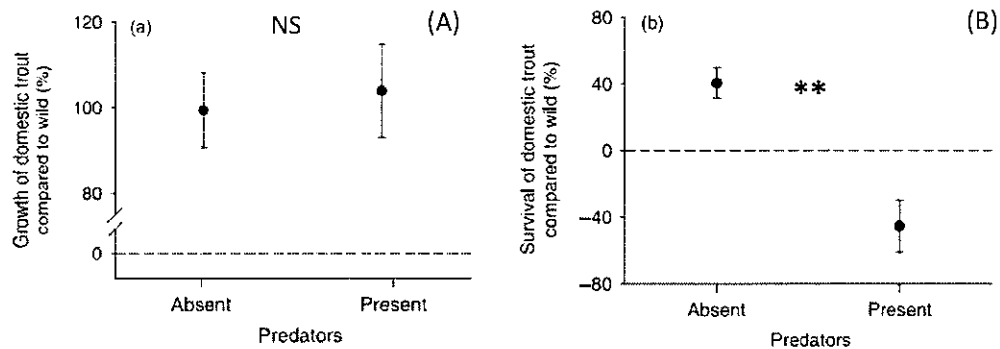 (a)
NS
(A)
Growth of domestic trout
compared to wild (%)
120
100
80
0
Absent
Present
Predators
(b)
(B)
Survival of domestic trout
compared to wild (%)
80
40
**
0
−40
−80
Absent
Present
Predators